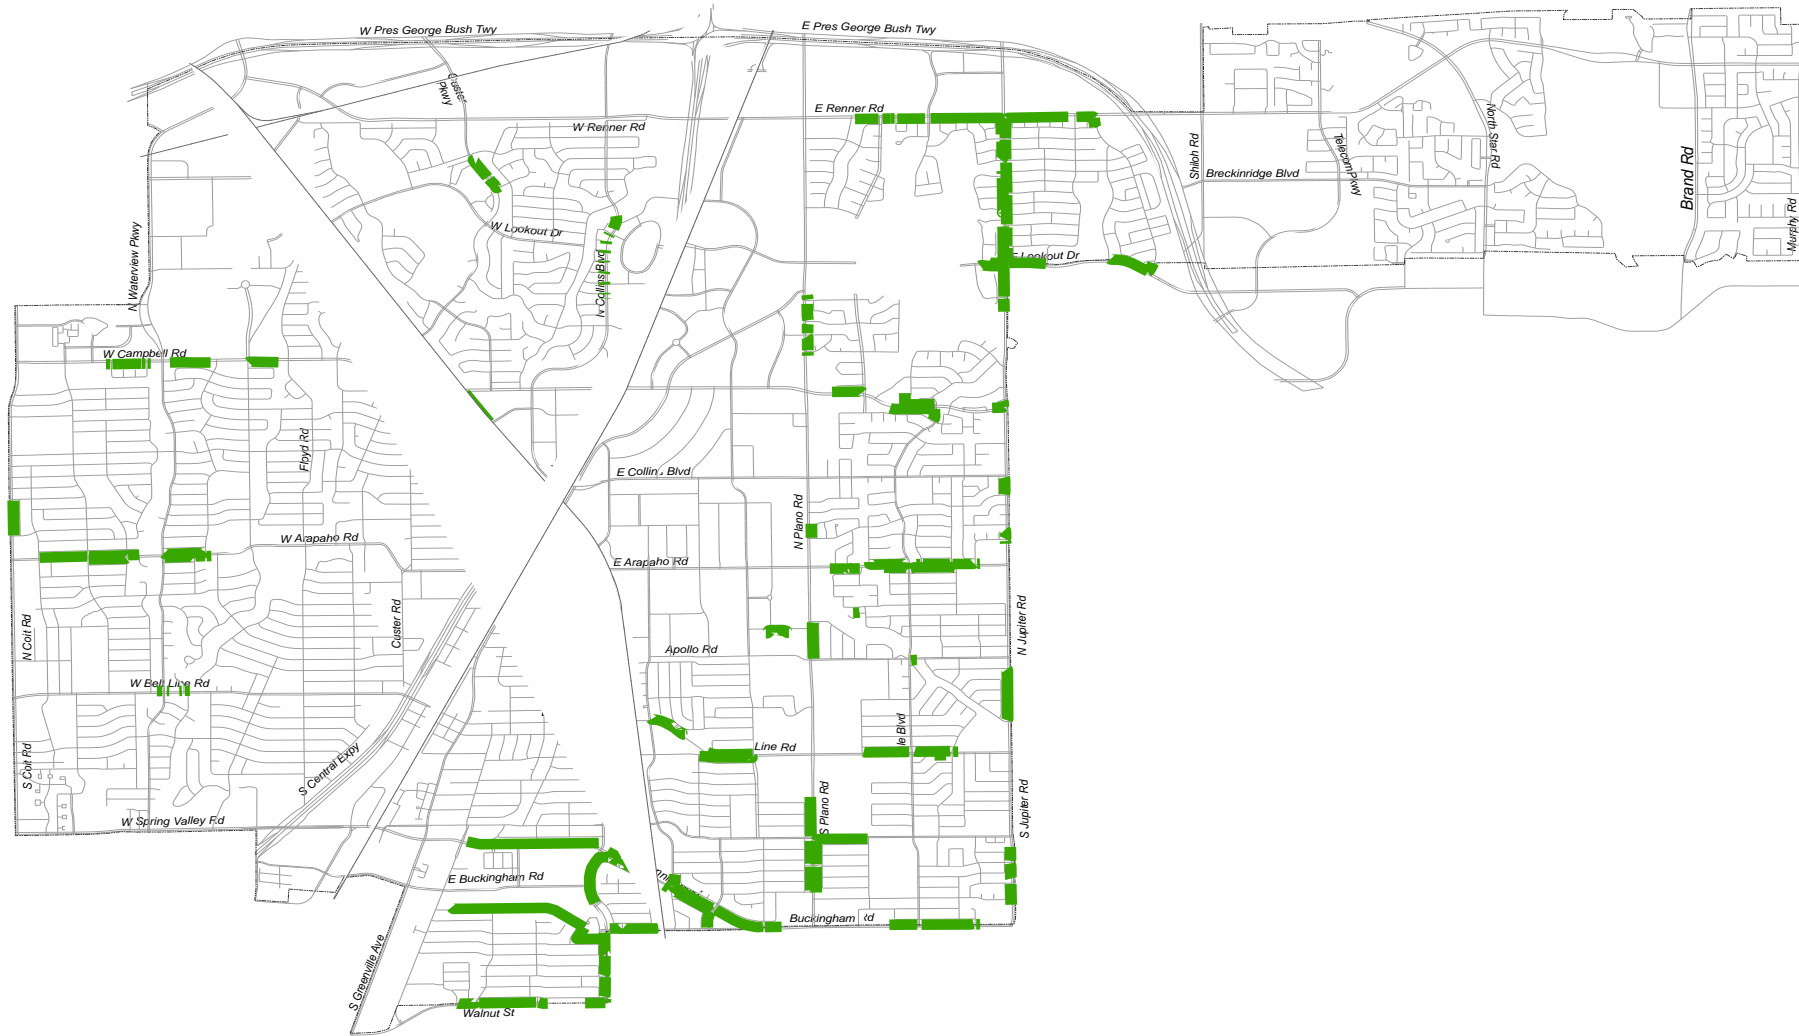 W Pres George Bush Twy
E Pres George Bush Twy
Custer
Pkwy
E Renner Rd
W Renner Rd
North Star Rd
Shiloh Rd
Telecom Pkwy
Breckinridge Blvd
Brand Rd
Murphy Rd
N Waterview Pkwy
W Lookout Dr
E Lookout Dr
N Collins Blvd
W Campbell Rd
Floyd Rd
E Collins Blvd
N Plano Rd
W Arapaho Rd
E Arapaho Rd
N Coit Rd
Custer Rd
N Jupiter Rd
Apollo Rd
W Belt Line Rd
le Blvd
Line Rd
S Coit Rd
S Central Expy
S Plano Rd
S Jupiter Rd
W Spring Valley Rd
E Buckingham Rd
Buckingham Rd
S Greenville Ave
Walnut St